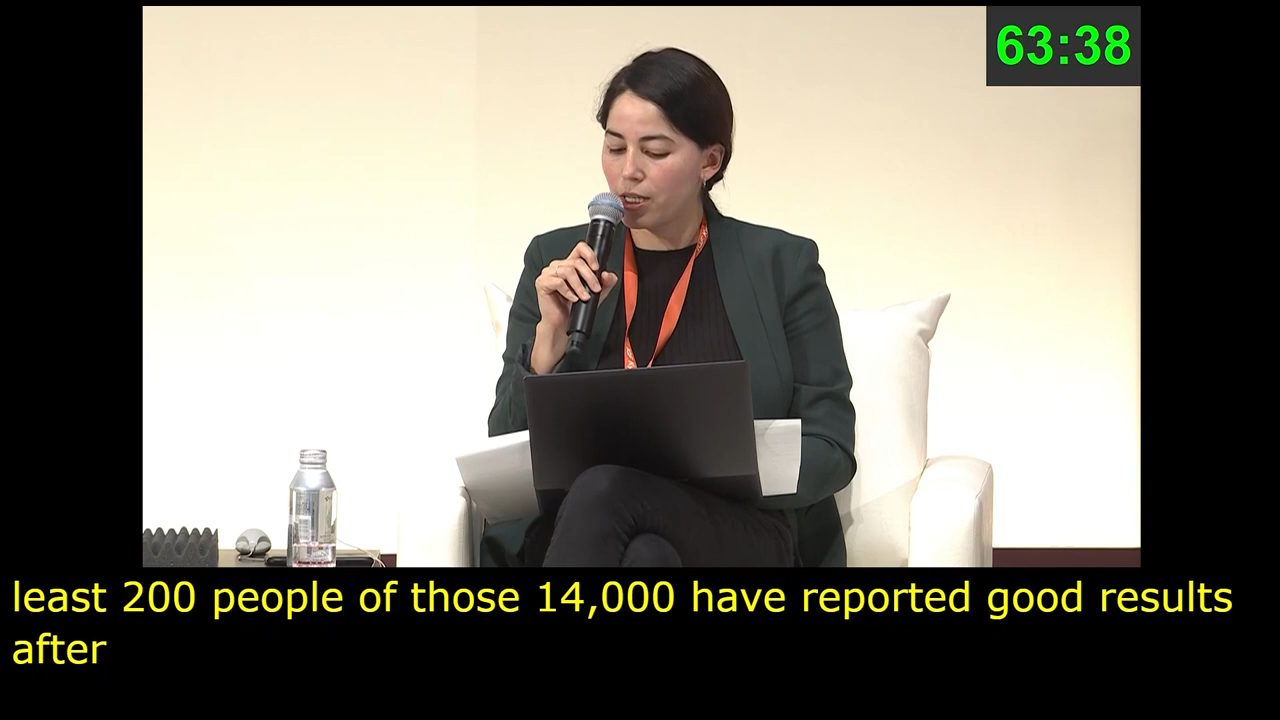 63:38
least 200 people of those 14,000 have reported good results
after